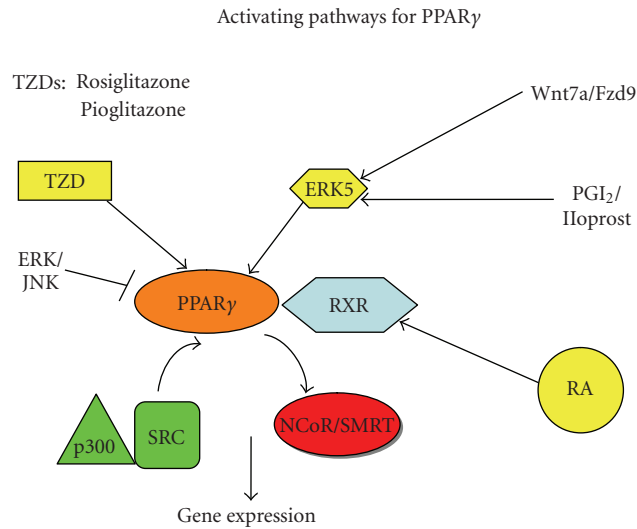 Activating pathways for PPARγ
TZDs: Rosiglitazone
Pioglitazone
Wnt7a/Fzd9
TZD
ERK5
PGI₂/
IIoprost
ERK/
JNK
PPARγ
RXR
RA
p300
SRC
NCoR/SMRT
Gene expression